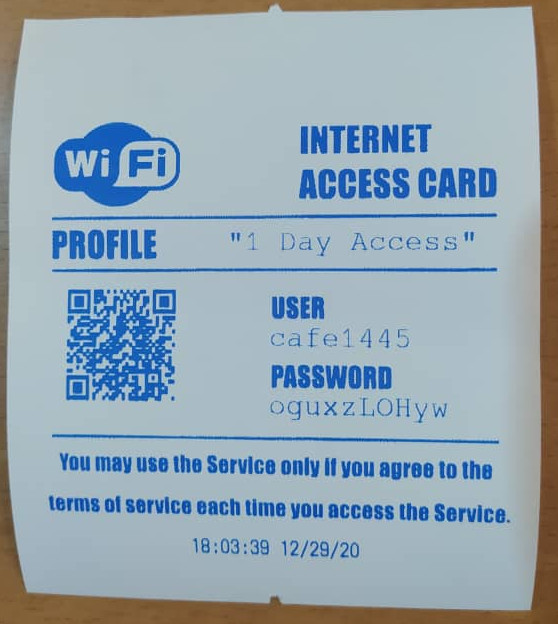 WiFi
INTERNET
ACCESS CARD
PROFILE "1 Day Access"
USER
cafe1445
PASSWORD
oguxzLOHyw
You may use the Service only if you agree to the
terms of service each time you access the Service.
18:03:39 12/29/20